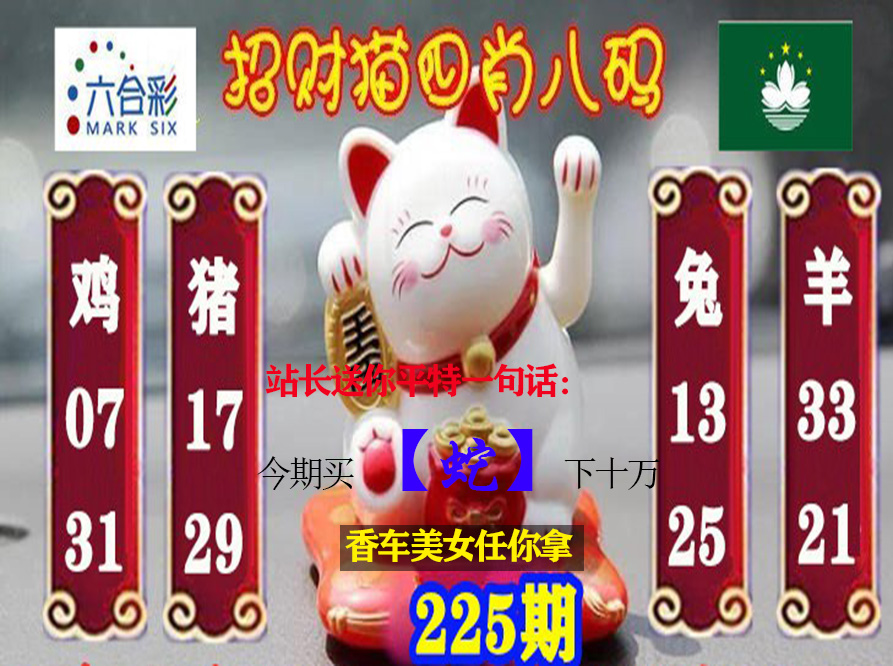 六合彩
MARK SIX
招财猫四肖八码
鸡
07
31
猪
17
29
兔
13
25
羊
33
21
站长送你平特一句话：
今期买【蛇】下十万
香车美女任你拿
225期